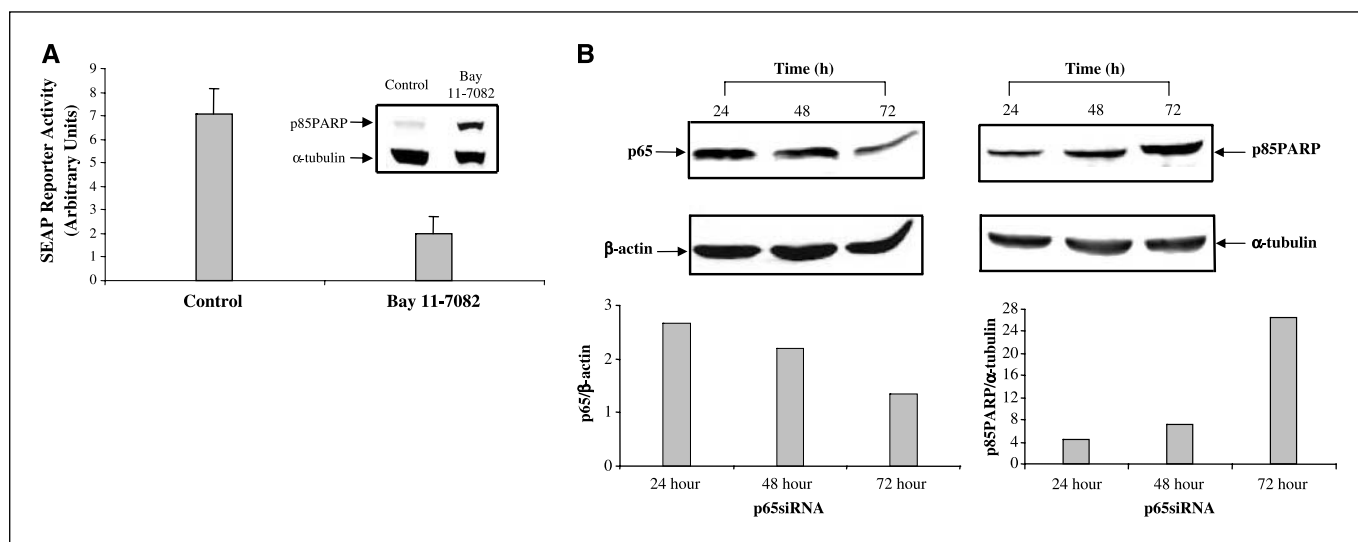 A
SEAP Reporter Activity
(Arbitrary Units)
9
8
7
6
5
4
3
2
1
0
Control
Bay 11-7082
Control
Bay
11-7082
p85PARP
α-tubulin
B
Time (h)
24 48 72
p65
β-actin
Time (h)
24 48 72
p85PARP
α-tubulin
p65/β-actin
3
2
1
0
24 hour 48 hour 72 hour
p65siRNA
p85PARP/α-tubulin
28
24
20
16
12
8
4
0
24 hour 48 hour 72 hour
p65siRNA